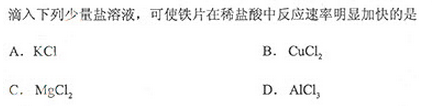 滴入下列少量盐溶液，可使铁片在稀盐酸中反应速率明显加快的是
A．KCl B．CuCl₂
C．MgCl₂ D．AlCl₃